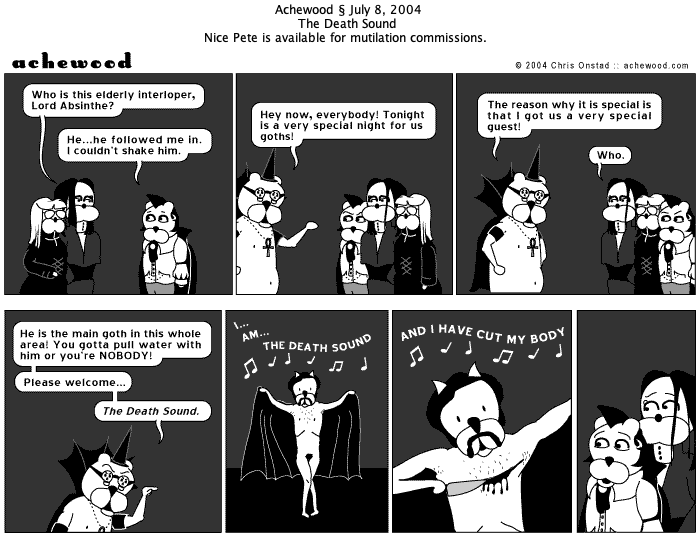 Achewood § July 8, 2004
The Death Sound
Nice Pete is available for mutilation commissions.
achewood
© 2004 Chris Onstad :: achewood.com
Who is this elderly interloper,
Lord Absinthe?
He...he followed me in.
I couldn't shake him.
Hey now, everybody! Tonight
is a very special night for us
goths!
The reason why it is special is
that I got us a very special
guest!
Who.
He is the main goth in this whole
area! You gotta pull water with
him or you're NOBODY!
Please welcome...
The Death Sound.
I...
AM...
THE DEATH SOUND
AND I HAVE CUT MY BODY